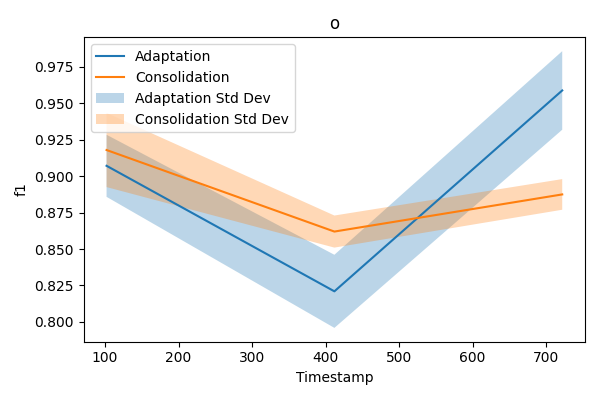 o
Adaptation
Consolidation
Adaptation Std Dev
Consolidation Std Dev
0.975
0.950
0.925
0.900
0.875
0.850
0.825
0.800
f1
100 200 300 400 500 600 700
Timestamp